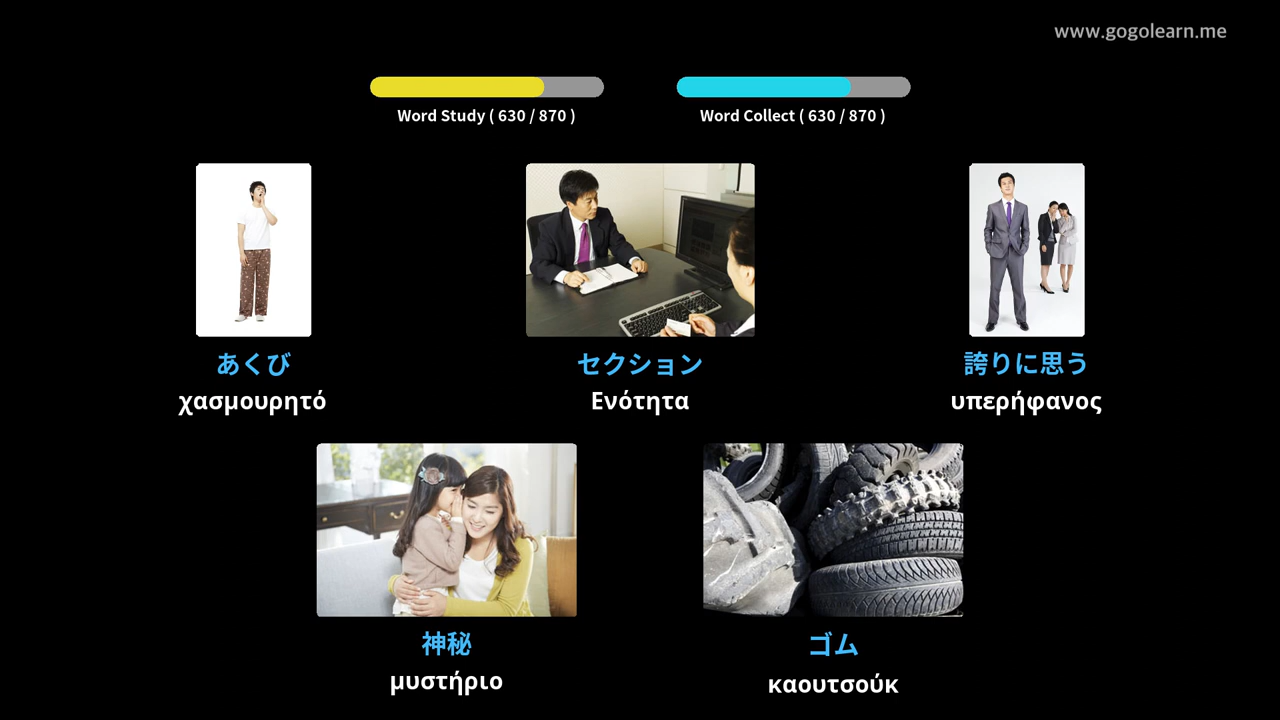 www.gogolearn.me
Word Study ( 630 / 870 )
Word Collect ( 630 / 870 )
あくび
χασμουρητό
セクション
Ενότητα
誇りに思う
υπερήφανος
神秘
μυστήριο
ゴム
καουτσούκ